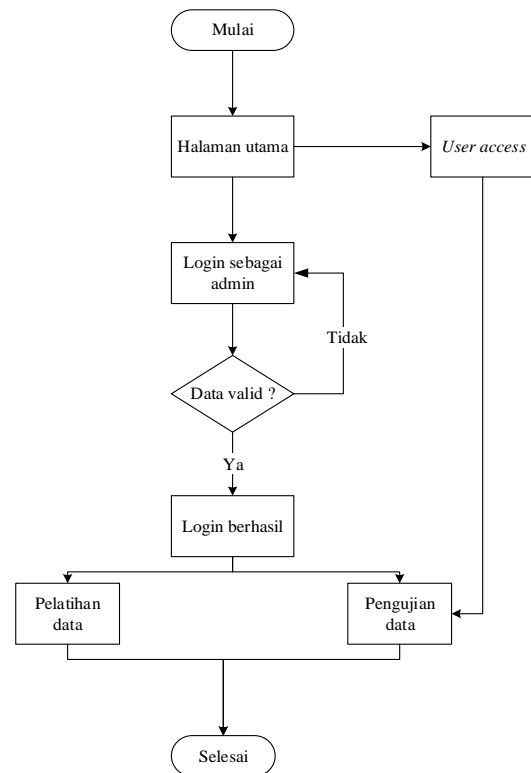 Mulai
Halaman utama
User access
Login sebagai
admin
Tidak
Data valid ?
Ya
Login berhasil
Pelatihan
data
Pengujian
data
Selesai